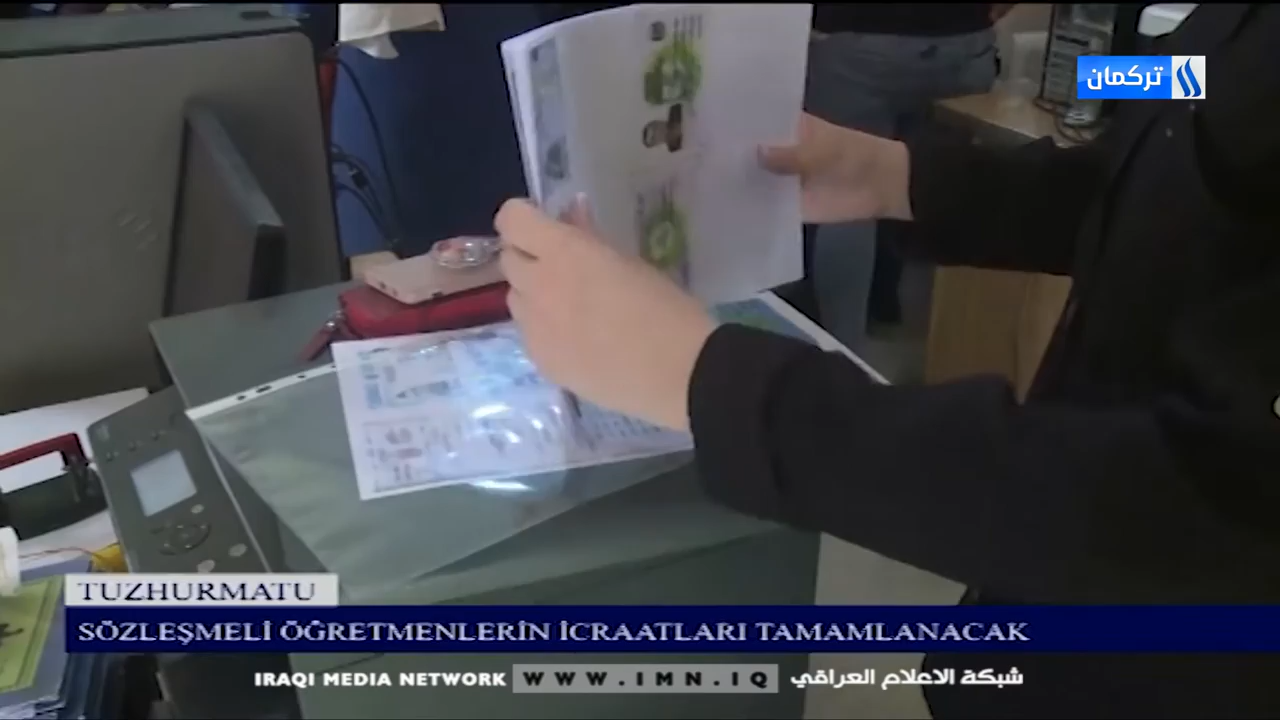 تركمان
TUZHURMATU
SÖZLEŞMELİ ÖĞRETMENLERİN İCRAATLARI TAMAMLANACAK
IRAQI MEDIA NETWORK WWW.IMN.IQ شبكة الاعلام العراقي